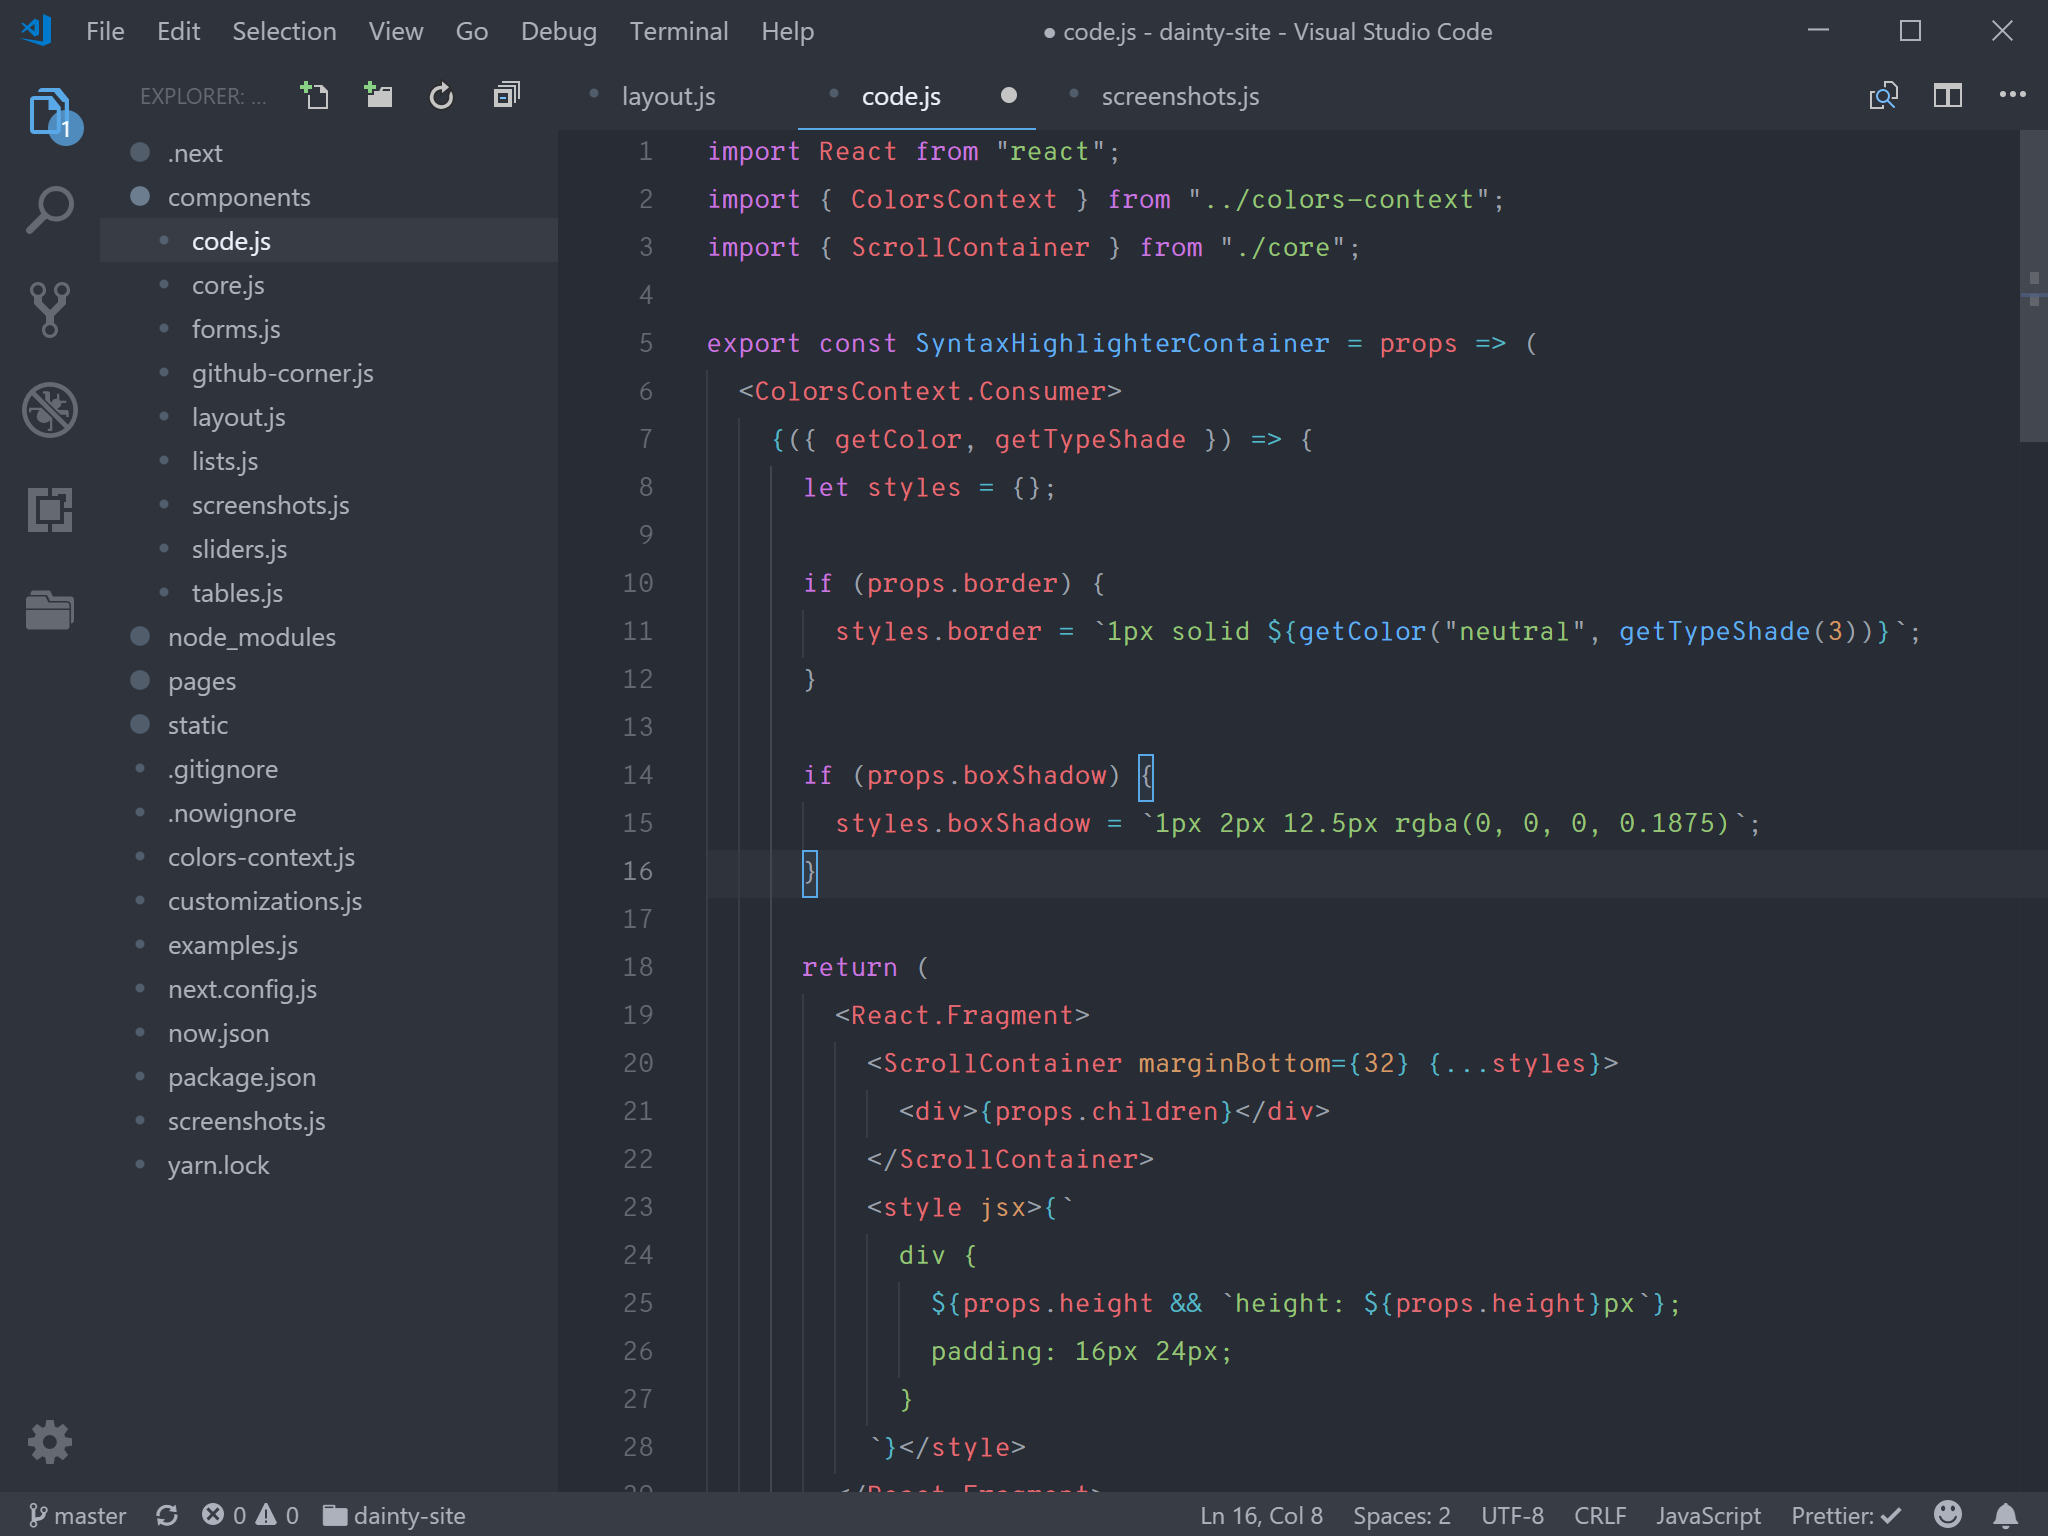 File Edit Selection View Go Debug Terminal Help
● code.js - dainty-site - Visual Studio Code
1
EXPLORER: ...
.next
components
code.js
core.js
forms.js
github-corner.js
layout.js
lists.js
screenshots.js
sliders.js
tables.js
node_modules
pages
static
.gitignore
.nowignore
colors-context.js
customizations.js
examples.js
next.config.js
now.json
package.json
screenshots.js
yarn.lock
layout.js code.js screenshots.js
1 import React from "react";
2 import { ColorsContext } from "../colors-context";
3 import { ScrollContainer } from "./core";
4
5 export const SyntaxHighlighterContainer = props => (
6   <ColorsContext.Consumer>
7     {({ getColor, getTypeShade }) => {
8       let styles = {};
9
10       if (props.border) {
11         styles.border = `1px solid ${getColor("neutral", getTypeShade(3))}`;
12       }
13
14       if (props.boxShadow) {
15         styles.boxShadow = `1px 2px 12.5px rgba(0, 0, 0, 0.1875)`;
16       }
17
18       return (
19         <React.Fragment>
20           <ScrollContainer marginBottom={32} {...styles}>
21             <div>{props.children}</div>
22           </ScrollContainer>
23           <style jsx>{`
24             div {
25               ${props.height && `height: ${props.height}px`};
26               padding: 16px 24px;
27             }
28           `}</style>
29         </React.Fragment>
master 0 0 dainty-site Ln 16, Col 8 Spaces: 2 UTF-8 CRLF JavaScript Prettier: ✓